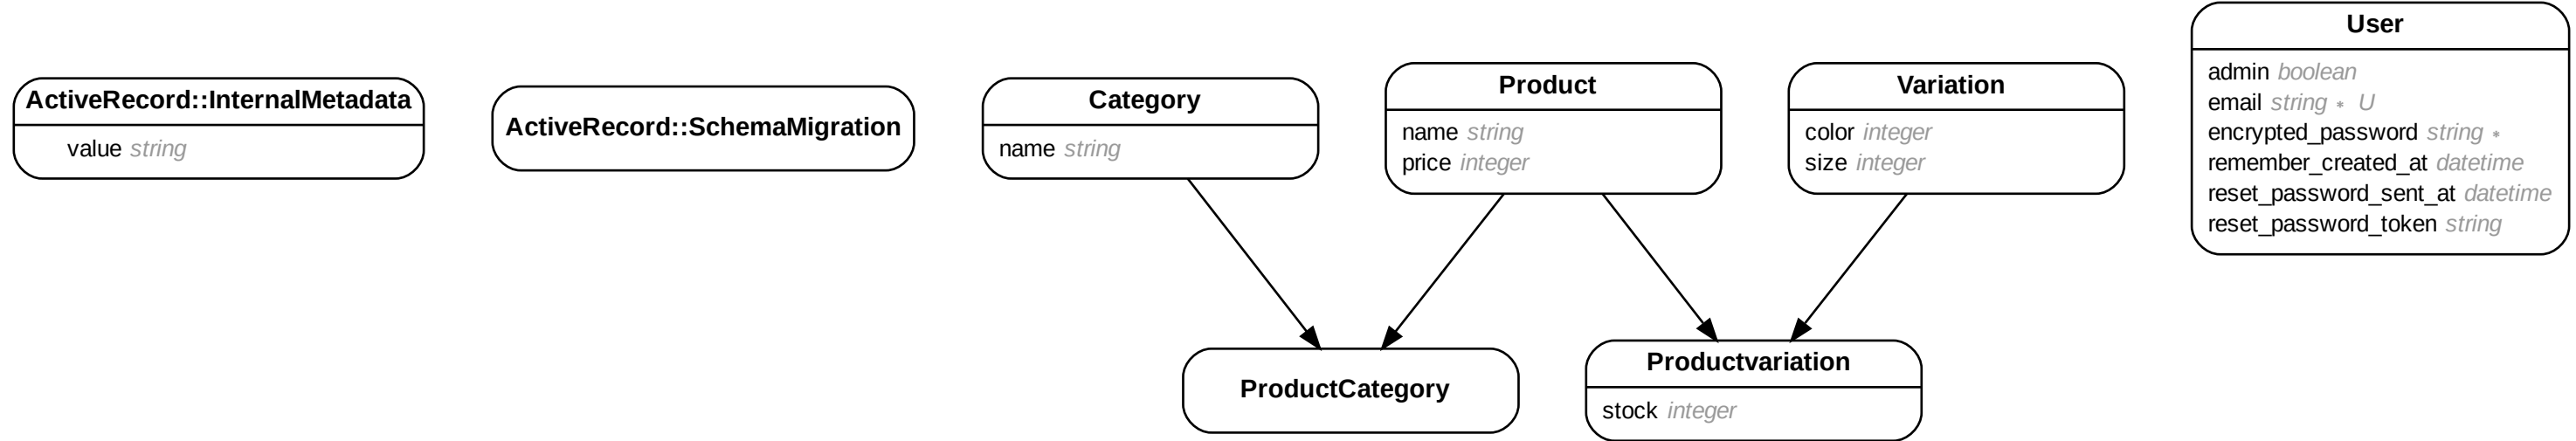 ActiveRecord::InternalMetadata
value string
ActiveRecord::SchemaMigration
Category
name string
Product
name string
price integer
Variation
color integer
size integer
User
admin boolean
email string * U
encrypted_password string *
remember_created_at datetime
reset_password_sent_at datetime
reset_password_token string
ProductCategory
Productvariation
stock integer